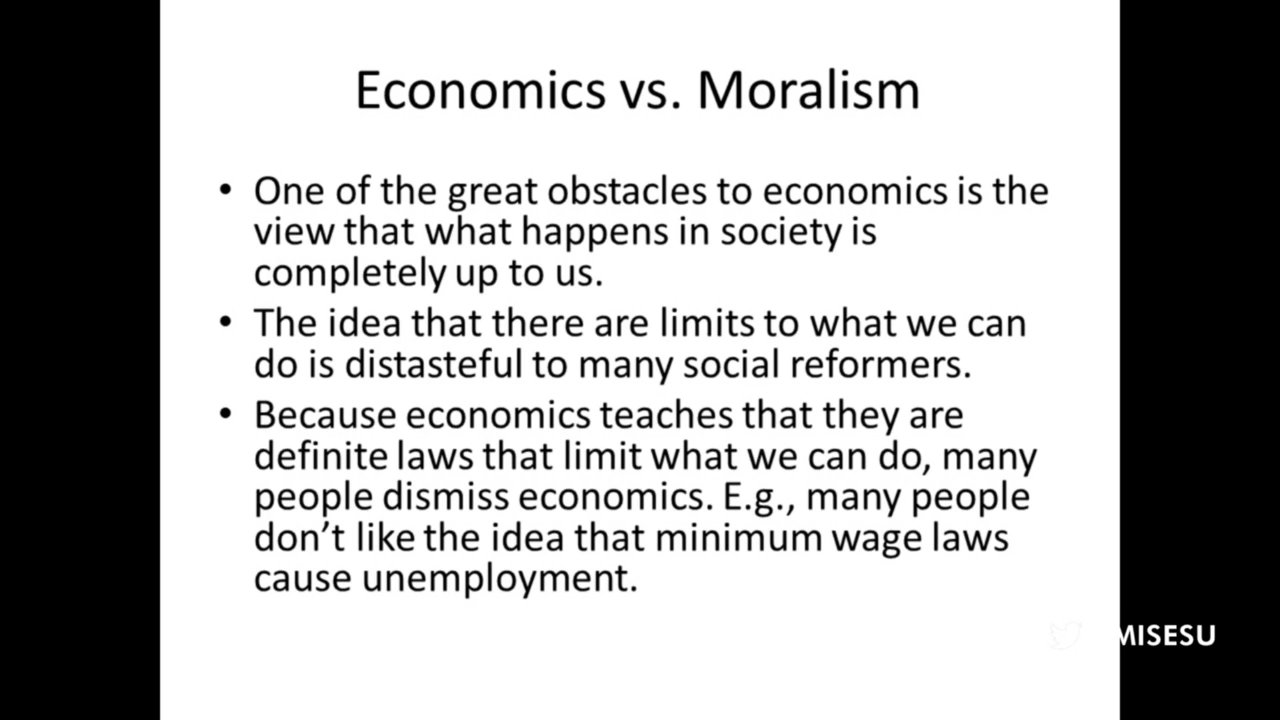 Economics vs. Moralism
• One of the great obstacles to economics is the
view that what happens in society is
completely up to us.
• The idea that there are limits to what we can
do is distasteful to many social reformers.
• Because economics teaches that they are
definite laws that limit what we can do, many
people dismiss economics. E.g., many people
don't like the idea that minimum wage laws
cause unemployment.
MISESU